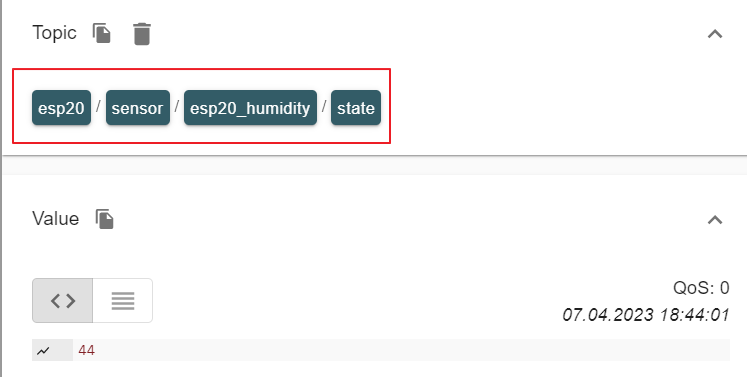 Topic
esp20 / sensor / esp20_humidity / state
Value
QoS: 0
07.04.2023 18:44:01
44